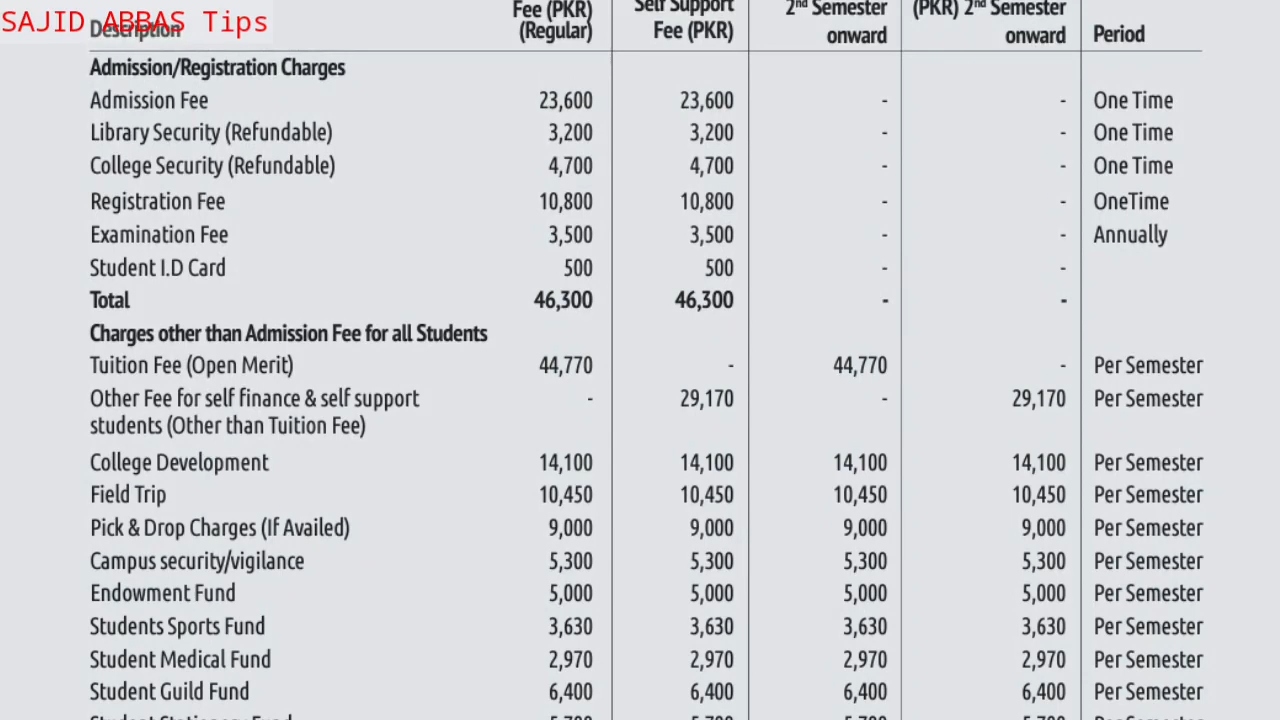 SAJID ABBAS Tips
Fee (PKR) Self Support 2nd Semester (PKR) 2nd Semester
Description (Regular) Fee (PKR) onward onward Period
Admission/Registration Charges
Admission Fee 23,600 23,600 - - One Time
Library Security (Refundable) 3,200 3,200 - - One Time
College Security (Refundable) 4,700 4,700 - - One Time
Registration Fee 10,800 10,800 - - OneTime
Examination Fee 3,500 3,500 - - Annually
Student I.D Card 500 500 - -
Total 46,300 46,300 - -
Charges other than Admission Fee for all Students
Tuition Fee (Open Merit) 44,770 - 44,770 - Per Semester
Other Fee for self finance & self support - 29,170 - 29,170 Per Semester
students (Other than Tuition Fee)
College Development 14,100 14,100 14,100 14,100 Per Semester
Field Trip 10,450 10,450 10,450 10,450 Per Semester
Pick & Drop Charges (If Availed) 9,000 9,000 9,000 9,000 Per Semester
Campus security/vigilance 5,300 5,300 5,300 5,300 Per Semester
Endowment Fund 5,000 5,000 5,000 5,000 Per Semester
Students Sports Fund 3,630 3,630 3,630 3,630 Per Semester
Student Medical Fund 2,970 2,970 2,970 2,970 Per Semester
Student Guild Fund 6,400 6,400 6,400 6,400 Per Semester